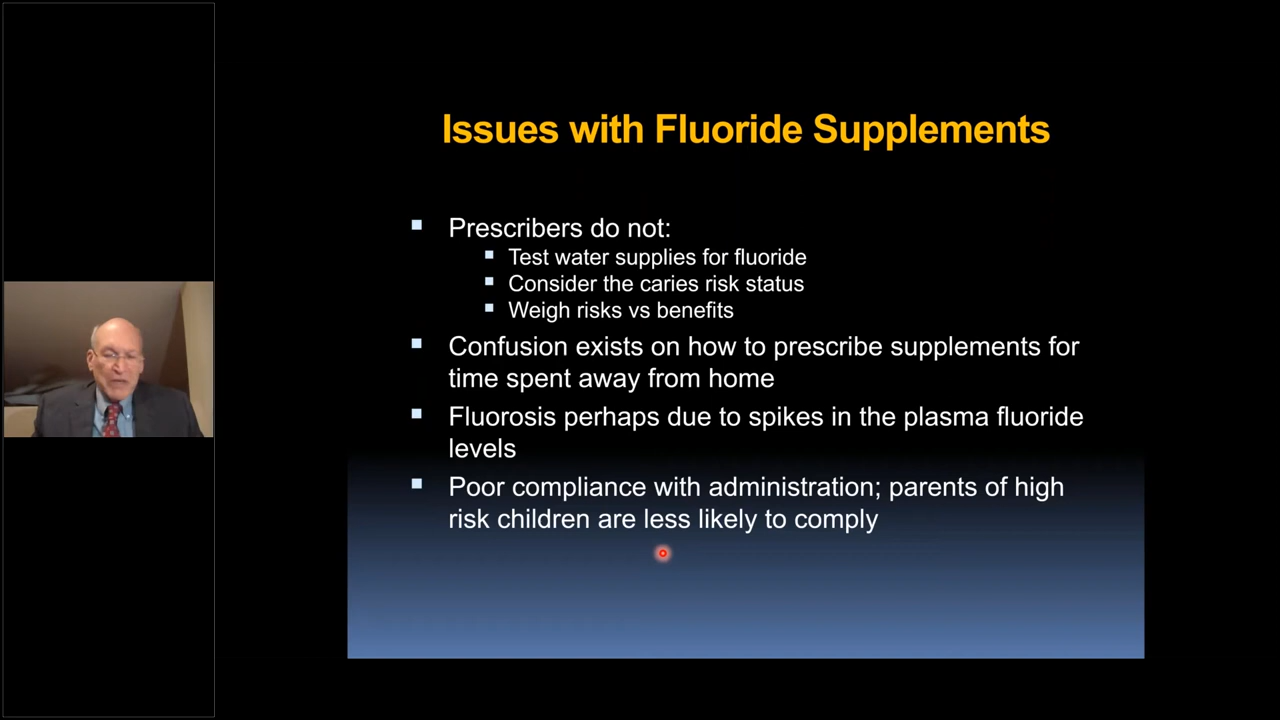 Issues with Fluoride Supplements
Prescribers do not:
Test water supplies for fluoride
Consider the caries risk status
Weigh risks vs benefits
Confusion exists on how to prescribe supplements for
time spent away from home
Fluorosis perhaps due to spikes in the plasma fluoride
levels
Poor compliance with administration; parents of high
risk children are less likely to comply